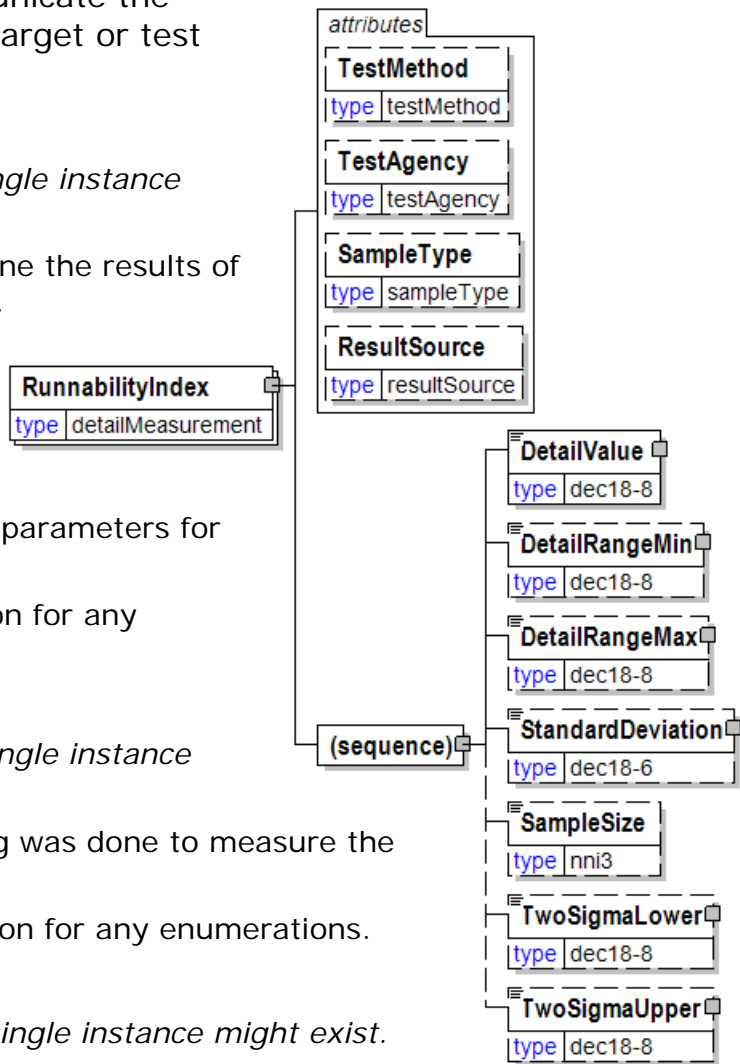 unicate the
arget or test
ngle instance
ne the results of
.
parameters for
on for any
ngle instance
g was done to measure the
on for any enumerations.
single instance might exist.
attributes
TestMethod
type testMethod
TestAgency
type testAgency
SampleType
type sampleType
ResultSource
type resultSource
RunnabilityIndex
type detailMeasurement
(sequence)
DetailValue
type dec18-8
DetailRangeMin
type dec18-8
DetailRangeMax
type dec18-8
StandardDeviation
type dec18-6
SampleSize
type nni3
TwoSigmaLower
type dec18-8
TwoSigmaUpper
type dec18-8